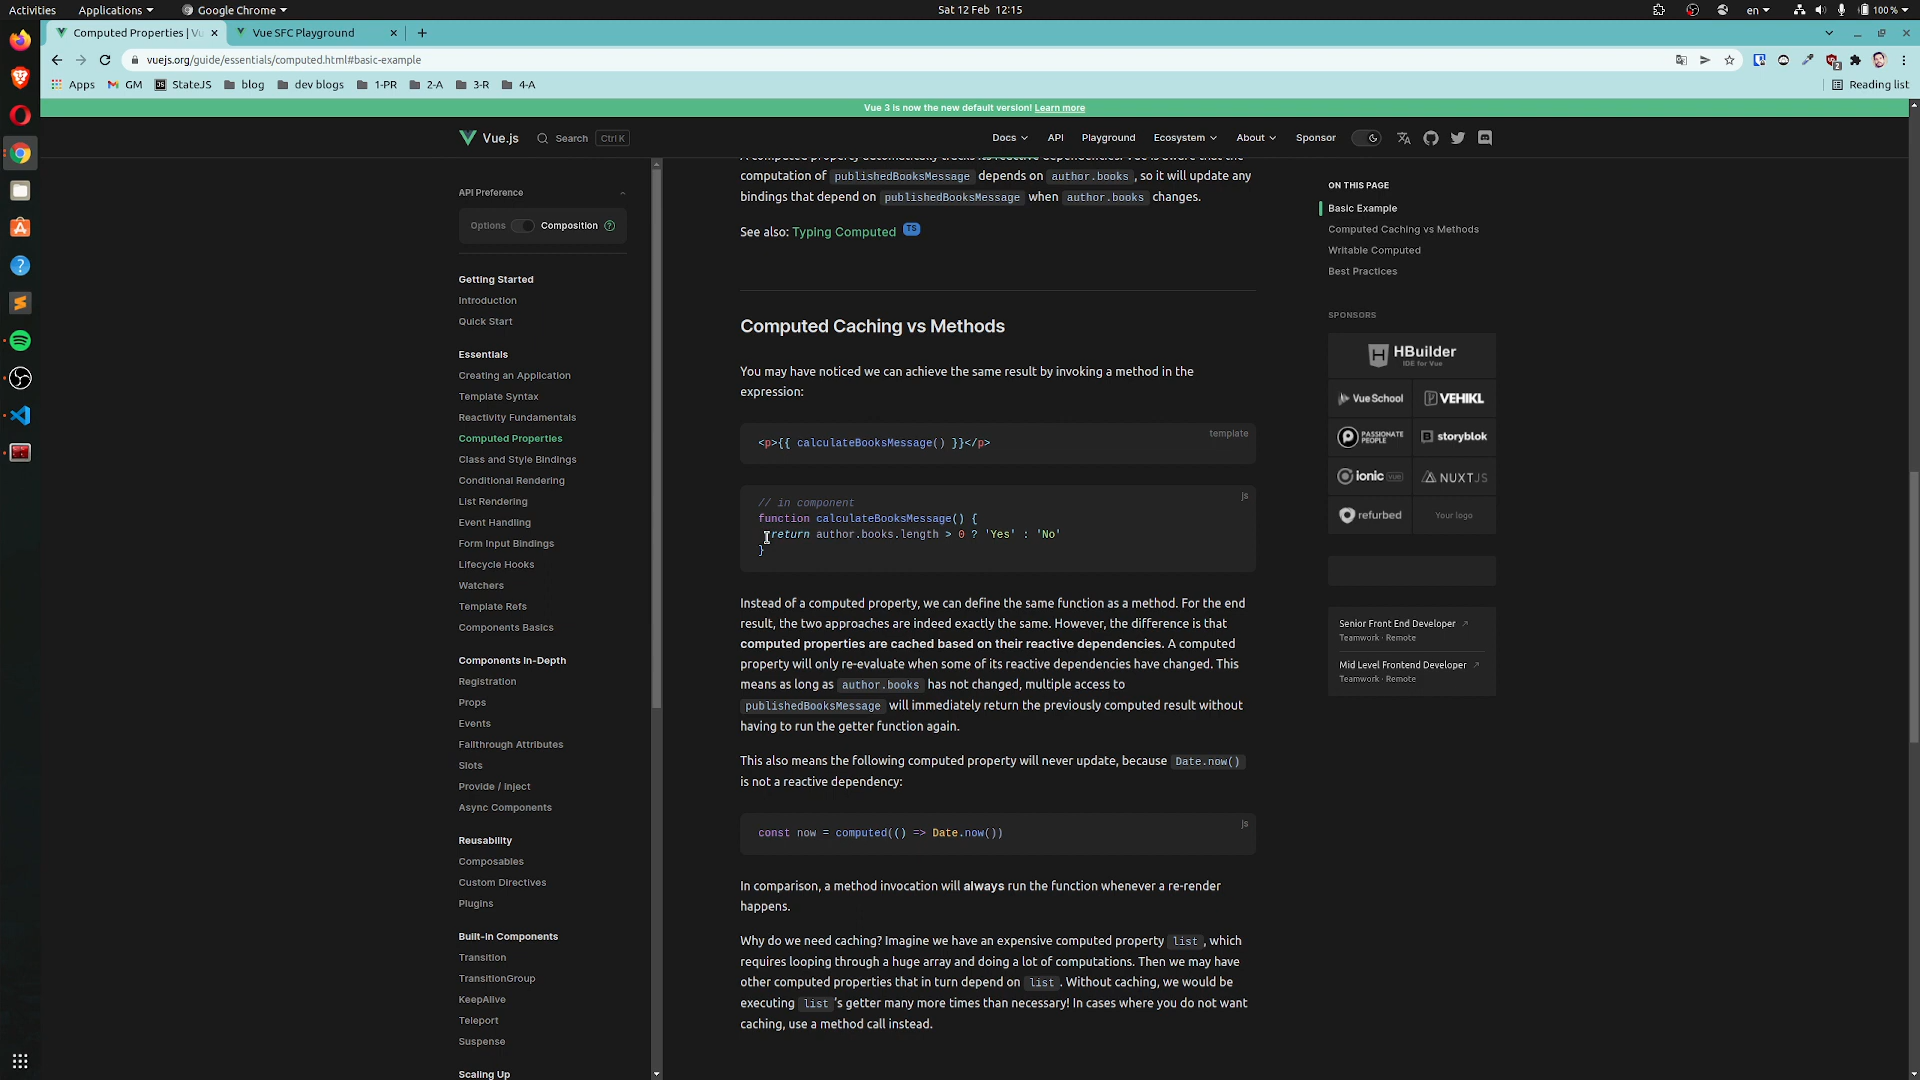 Activities
Applications
Google Chrome
Sat 12 Feb 12:15
en
100 %
Computed Properties | Vu
Vue SFC Playground
vuejs.org/guide/essentials/computed.html#basic-example
2
Apps
GM
StateJS
blog
dev blogs
1-PR
2-A
3-R
4-A
Reading list
Vue 3 is now the new default version! Learn more
Vue.js
Search
Ctrl K
Docs
API
Playground
Ecosystem
About
Sponsor
API Preference
Options
Composition
?
Getting Started
Introduction
Quick Start
Essentials
Creating an Application
Template Syntax
Reactivity Fundamentals
Computed Properties
Class and Style Bindings
Conditional Rendering
List Rendering
Event Handling
Form Input Bindings
Lifecycle Hooks
Watchers
Template Refs
Components Basics
Components In-Depth
Registration
Props
Events
Fallthrough Attributes
Slots
Provide / Inject
Async Components
Reusability
Composables
Custom Directives
Plugins
Built-In Components
Transition
TransitionGroup
KeepAlive
Teleport
Suspense
Scaling Up
A computed property automatically tracks its reactive dependencies. Vue is aware that the
computation of publishedBooksMessage depends on author.books, so it will update any
bindings that depend on publishedBooksMessage when author.books changes.
See also: Typing Computed TS
Computed Caching vs Methods
You may have noticed we can achieve the same result by invoking a method in the
expression:
template
<p>{{ calculateBooksMessage() }}</p>
js
// in component
function calculateBooksMessage() {
return author.books.length > 0 ? 'Yes' : 'No'
}
Instead of a computed property, we can define the same function as a method. For the end
result, the two approaches are indeed exactly the same. However, the difference is that
computed properties are cached based on their reactive dependencies. A computed
property will only re-evaluate when some of its reactive dependencies have changed. This
means as long as author.books has not changed, multiple access to
publishedBooksMessage will immediately return the previously computed result without
having to run the getter function again.
This also means the following computed property will never update, because Date.now()
is not a reactive dependency:
js
const now = computed(() => Date.now())
In comparison, a method invocation will always run the function whenever a re-render
happens.
Why do we need caching? Imagine we have an expensive computed property list, which
requires looping through a huge array and doing a lot of computations. Then we may have
other computed properties that in turn depend on list. Without caching, we would be
executing list's getter many more times than necessary! In cases where you do not want
caching, use a method call instead.
ON THIS PAGE
Basic Example
Computed Caching vs Methods
Writable Computed
Best Practices
SPONSORS
HBuilder
IDE for Vue
Vue School
VEHIKL
PASSIONATE
PEOPLE
storyblok
ionic vue
NUXTJS
refurbed
Your logo
Senior Front End Developer
Teamwork · Remote
Mid Level Frontend Developer
Teamwork · Remote